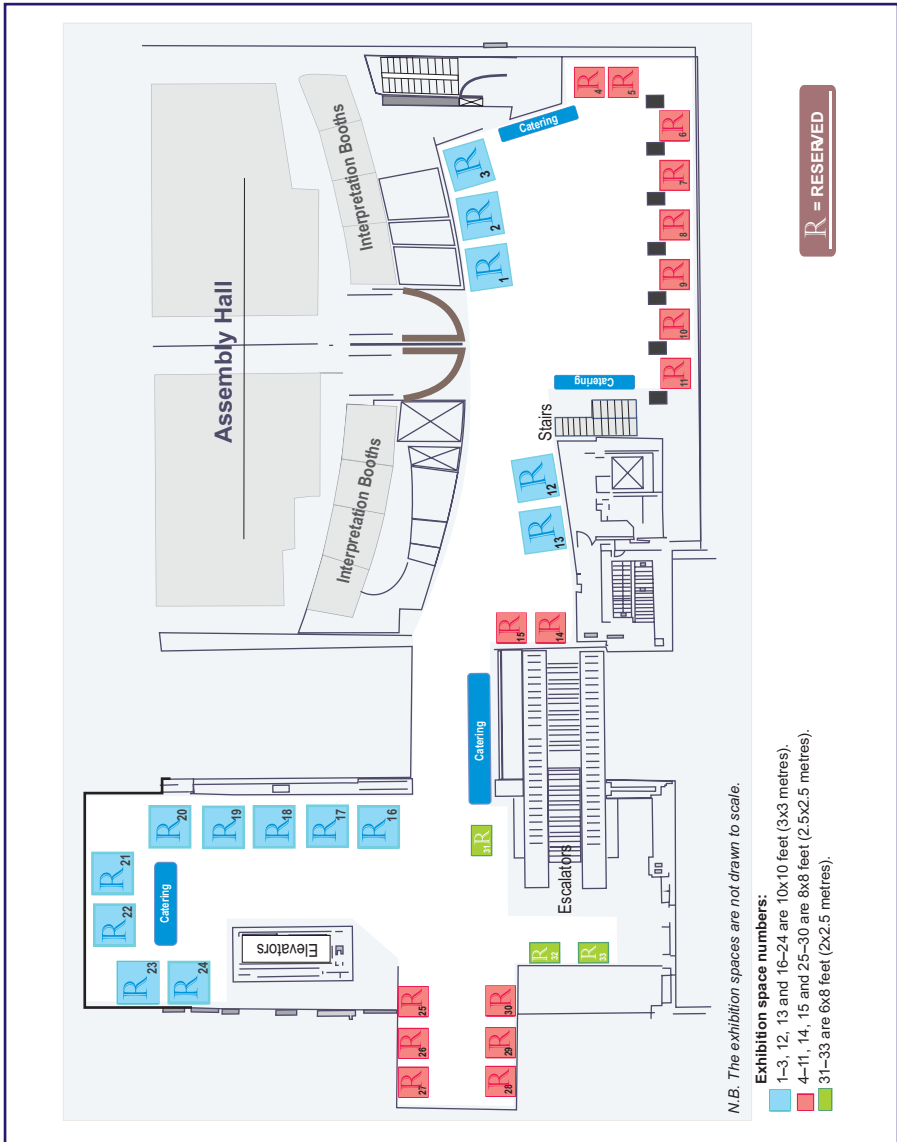 Assembly Hall
Interpretation Booths
Interpretation Booths
R 1
R 2
R 3
Catering
R 4
R 5
R 6
R 7
R 8
R 9
R 10
R 11
Catering
Stairs
R 12
R 13
R 14
R 15
Catering
R 16
R 17
R 18
R 19
R 20
R 21
R 22
R 23
R 24
Catering
Elevators
R 25
R 26
R 27
R 28
R 29
R 30
R 31
R 32
R 33
Escalators
R = RESERVED
N.B. The exhibition spaces are not drawn to scale.
Exhibition space numbers:
1–3, 12, 13 and 16–24 are 10x10 feet (3x3 metres).
4–11, 14, 15 and 25–30 are 8x8 feet (2.5x2.5 metres).
31–33 are 6x8 feet (2x2.5 metres).